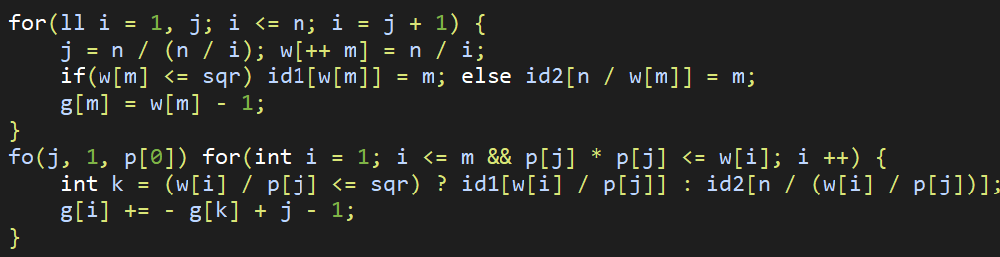 for(ll i = 1, j; i <= n; i = j + 1) {
    j = n / (n / i); w[++ m] = n / i;
    if(w[m] <= sqr) id1[w[m]] = m; else id2[n / w[m]] = m;
    g[m] = w[m] - 1;
}
fo(j, 1, p[0]) for(int i = 1; i <= m && p[j] * p[j] <= w[i]; i ++) {
    int k = (w[i] / p[j] <= sqr) ? id1[w[i] / p[j]] : id2[n / (w[i] / p[j])];
    g[i] += - g[k] + j - 1;
}